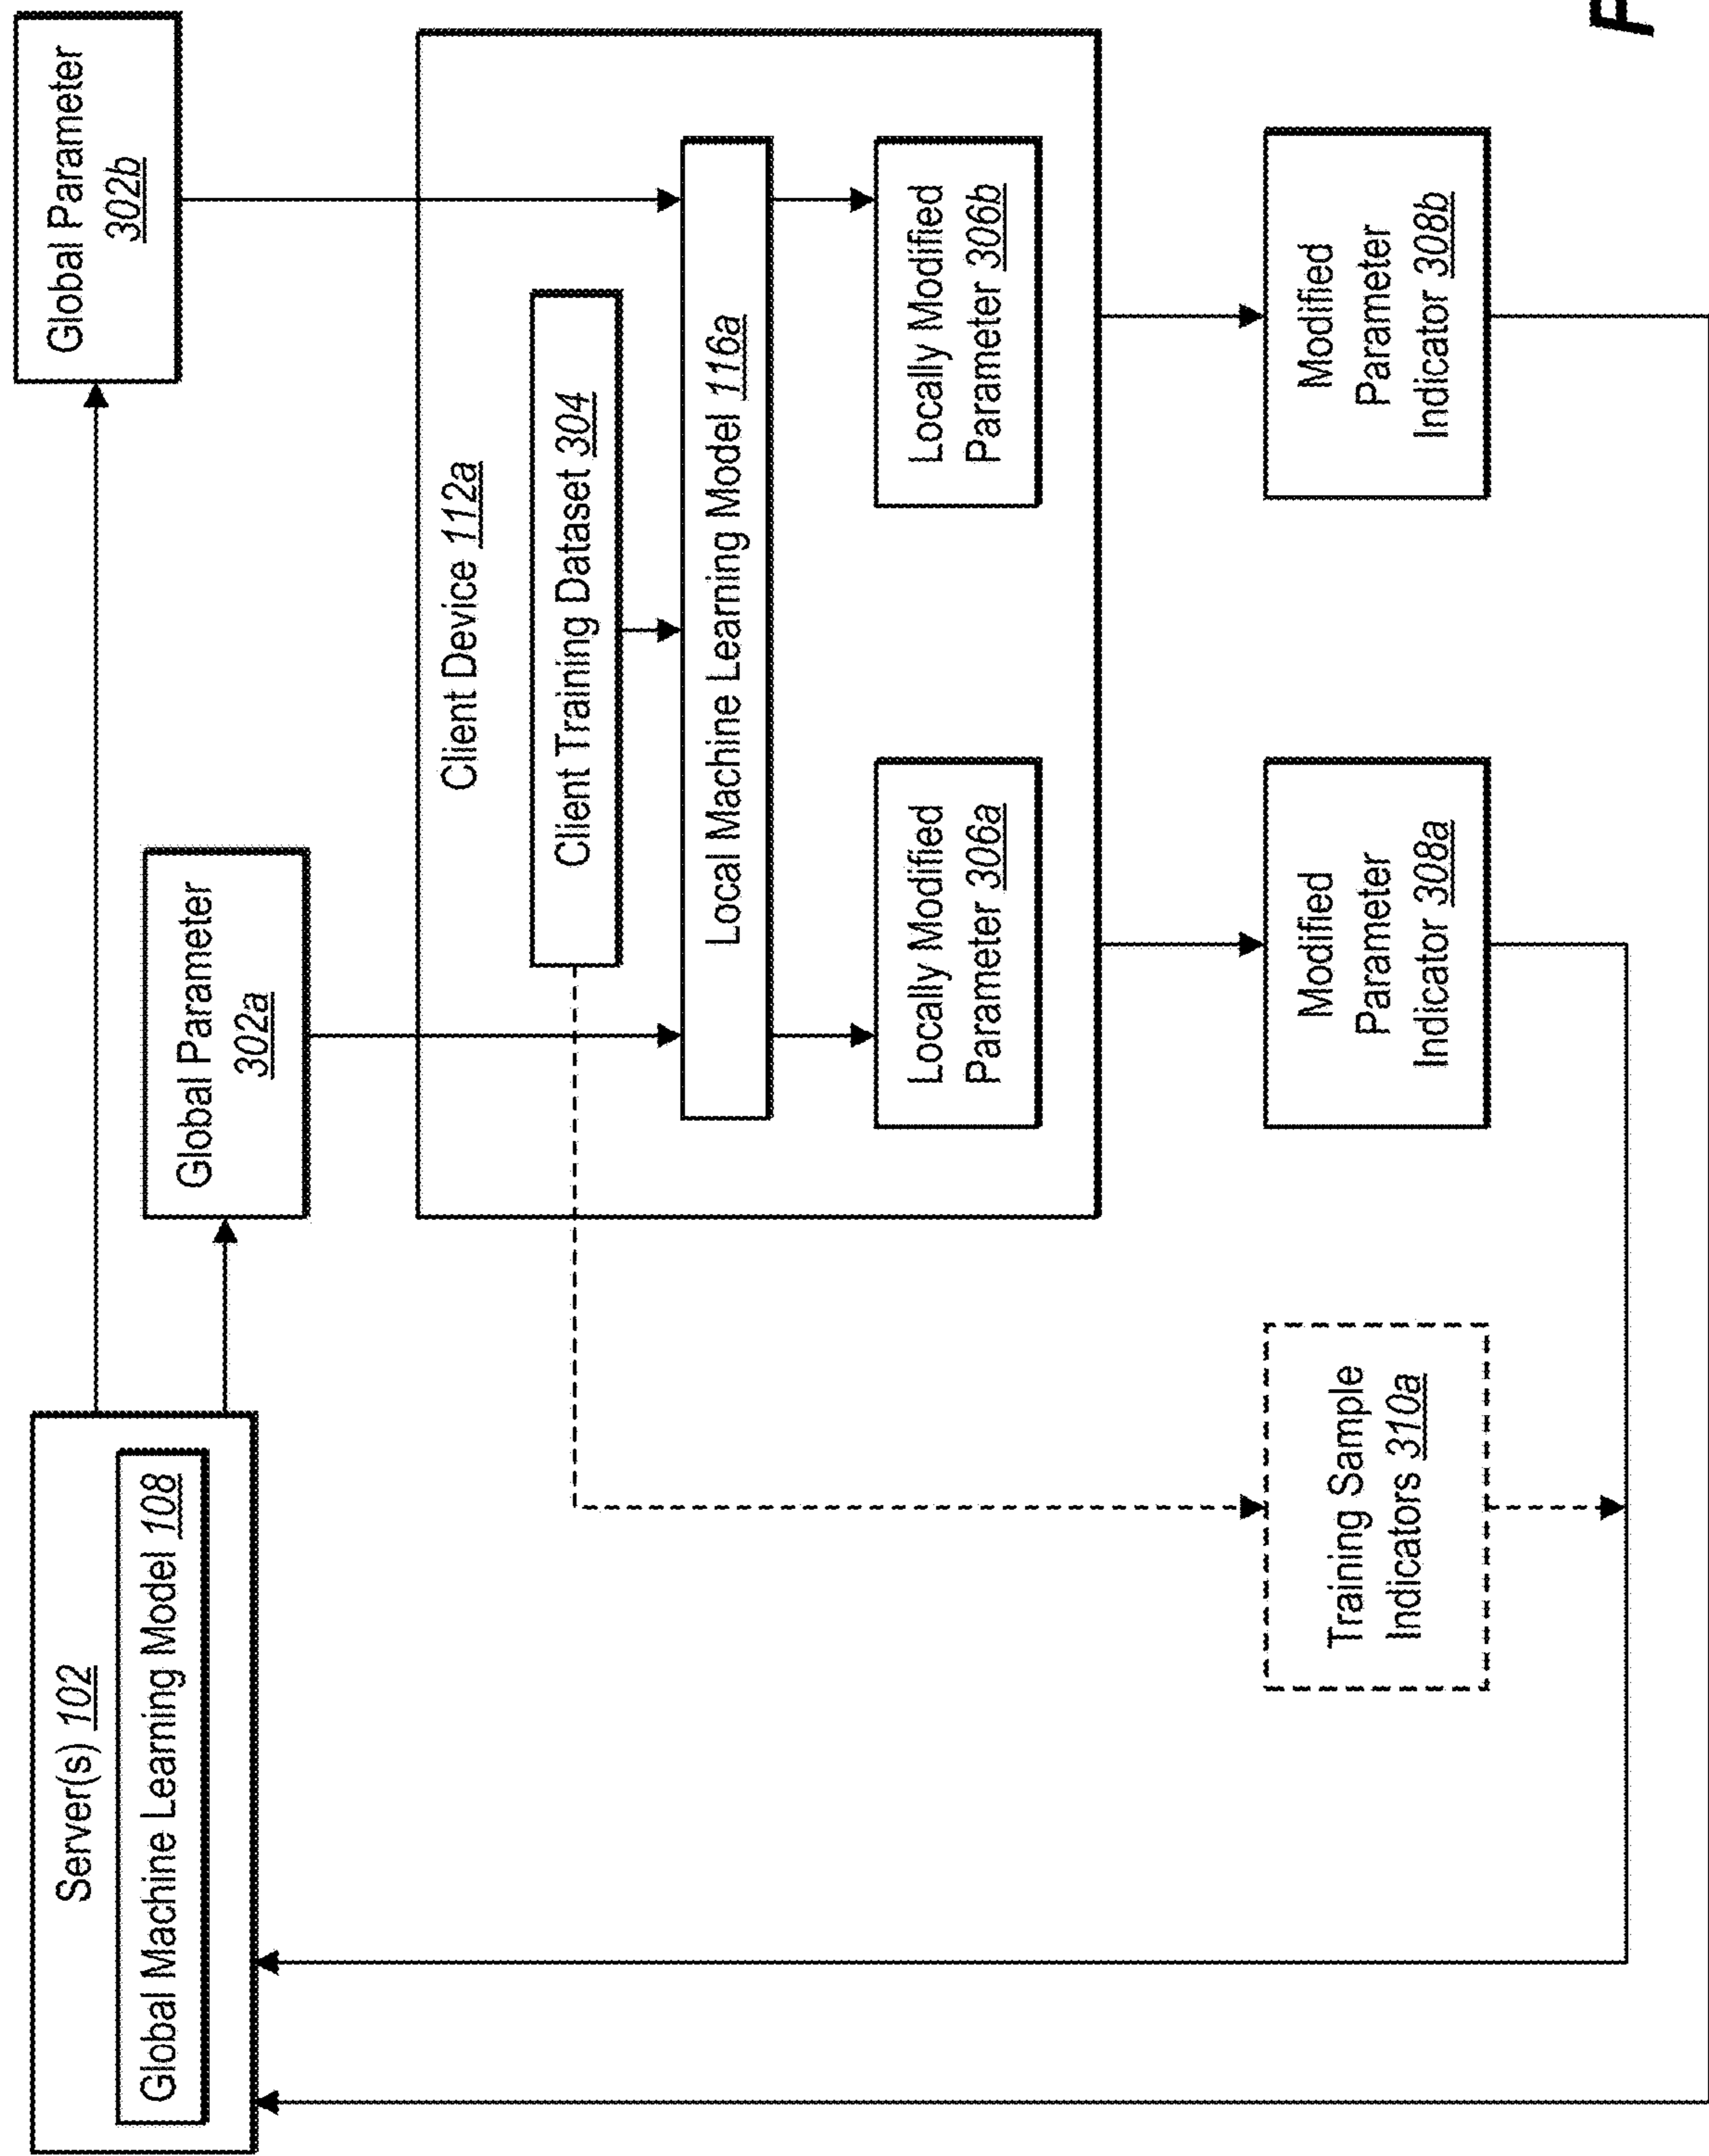 Server(s) 102
Global Machine Learning Model 108
Global Parameter
302a
Global Parameter
302b
Client Device 112a
Client Training Dataset 304
Local Machine Learning Model 116a
Locally Modified
Parameter 306a
Locally Modified
Parameter 306b
Training Sample
Indicators 310a
Modified
Parameter
Indicator 308a
Modified
Parameter
Indicator 308b